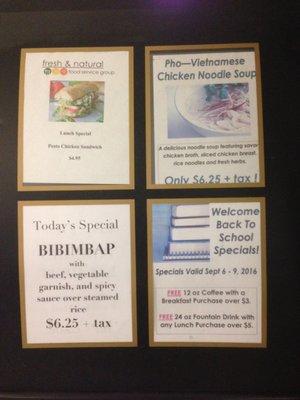 fresh & natural
food service group
Lunch Special
Pesto Chicken Sandwich
$4.95
Pho—Vietnamese
Chicken Noodle Soup
A delicious noodle soup featuring savor
chicken broth, sliced chicken breast,
rice noodles and fresh herbs.
Only $6.25 + tax !
Today's Special
BIBIMBAP
with
beef, vegetable
garnish, and spicy
sauce over steamed
rice
$6.25 + tax
Welcome
Back To
School
Specials!
Specials Valid Sept 6 - 9, 2016
FREE 12 oz Coffee with a
Breakfast Purchase over $3.
FREE 24 oz Fountain Drink with
any Lunch Purchase over $5.